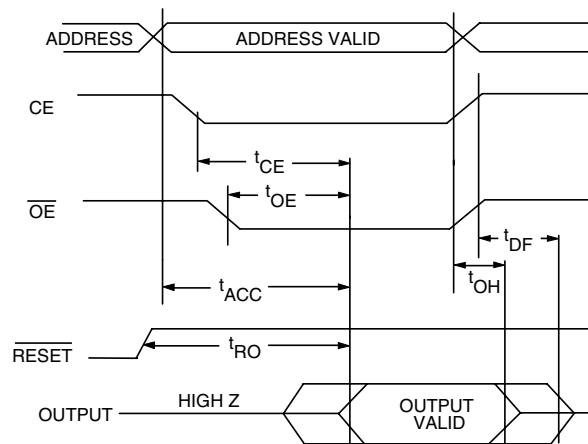 ADDRESS
ADDRESS VALID
CE
tCE
tOE
OE
tDF
tOH
tACC
tRO
RESET
HIGH Z
OUTPUT
OUTPUT
VALID